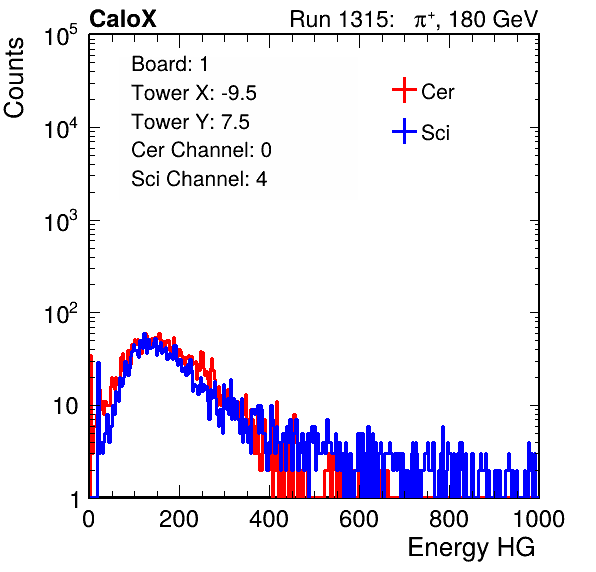 CaloX Run 1315: π⁺, 180 GeV
Board: 1
Tower X: -9.5
Tower Y: 7.5
Cer Channel: 0
Sci Channel: 4
Cer
Sci
Counts
10⁵
10⁴
10³
10²
10
1
0 200 400 600 800 1000
Energy HG